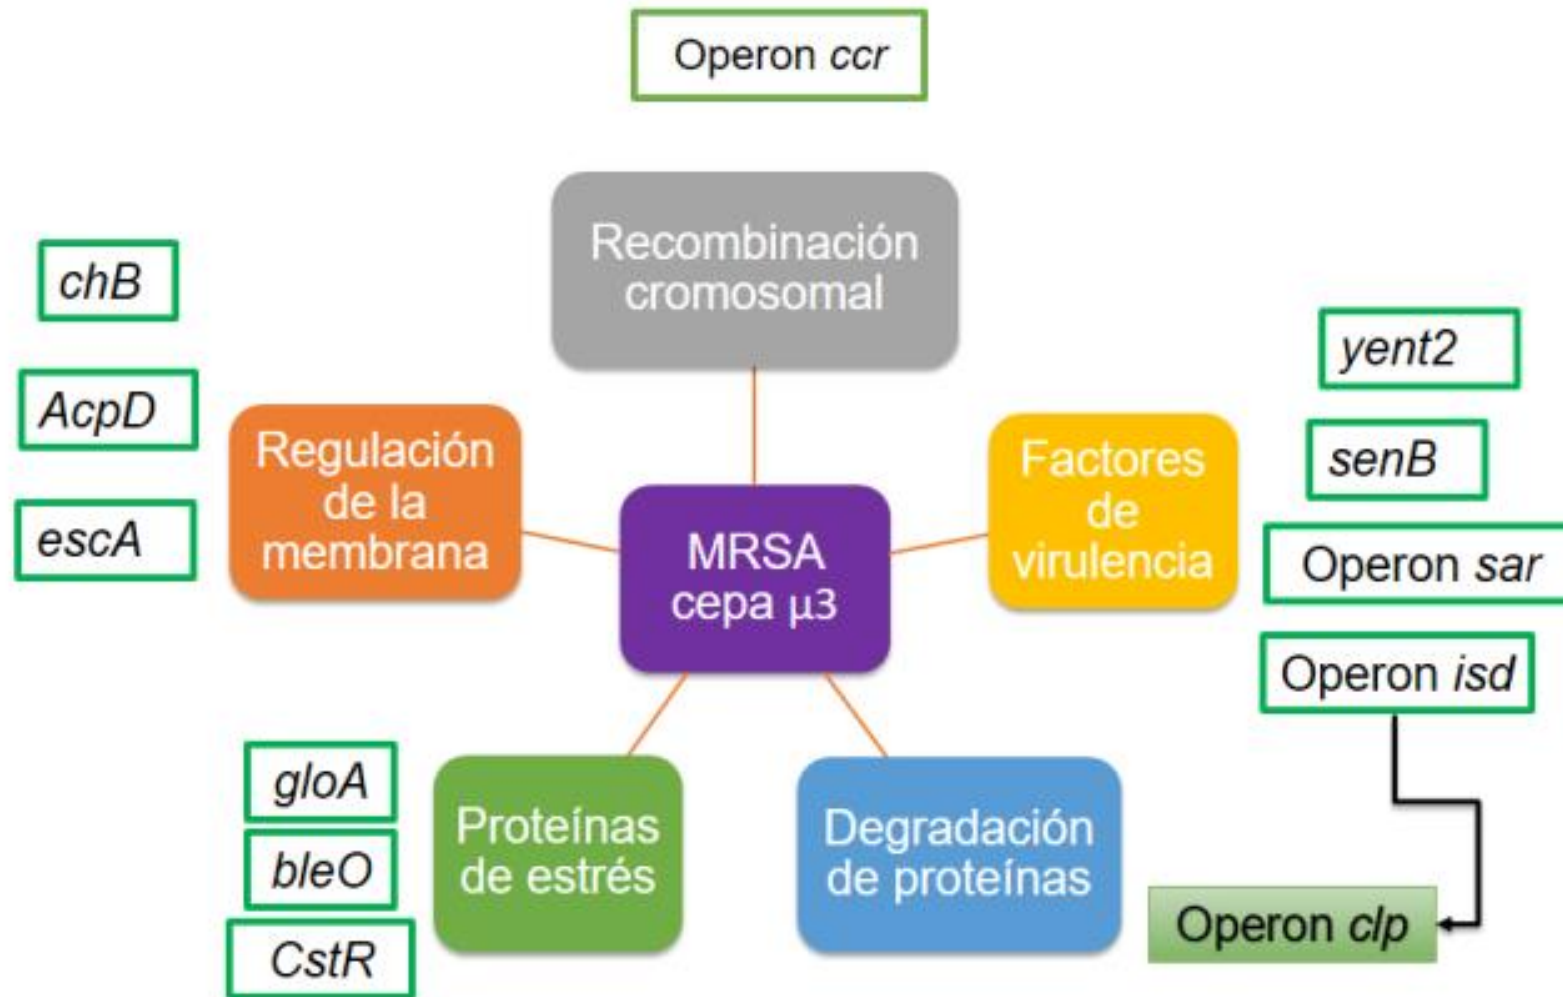 Operon ccr
Recombinación
cromosomal
chB
AcpD
escA
Regulación
de la
membrana
MRSA
cepa µ3
Factores
de
virulencia
yent2
senB
Operon sar
Operon isd
gloA
bleO
CstR
Proteínas
de estrés
Degradación
de proteínas
Operon clp